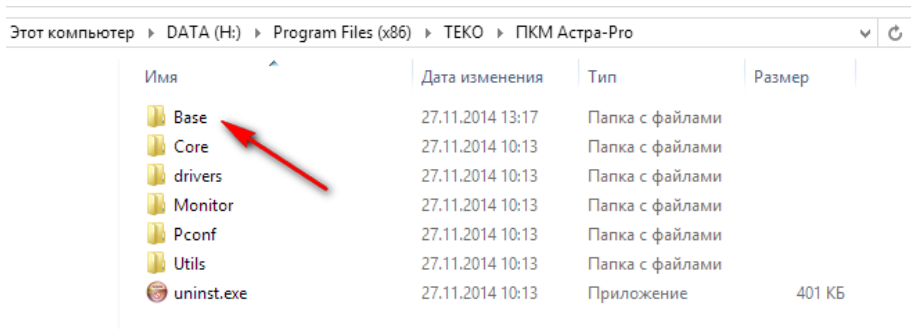 Этот компьютер ▸ DATA (H:) ▸ Program Files (x86) ▸ ТЕКО ▸ ПКМ Астра-Pro
Имя Дата изменения Тип Размер
Base 27.11.2014 13:17 Папка с файлами
Core 27.11.2014 10:13 Папка с файлами
drivers 27.11.2014 10:13 Папка с файлами
Monitor 27.11.2014 10:13 Папка с файлами
Pconf 27.11.2014 10:13 Папка с файлами
Utils 27.11.2014 10:13 Папка с файлами
uninst.exe 27.11.2014 10:13 Приложение 401 КБ